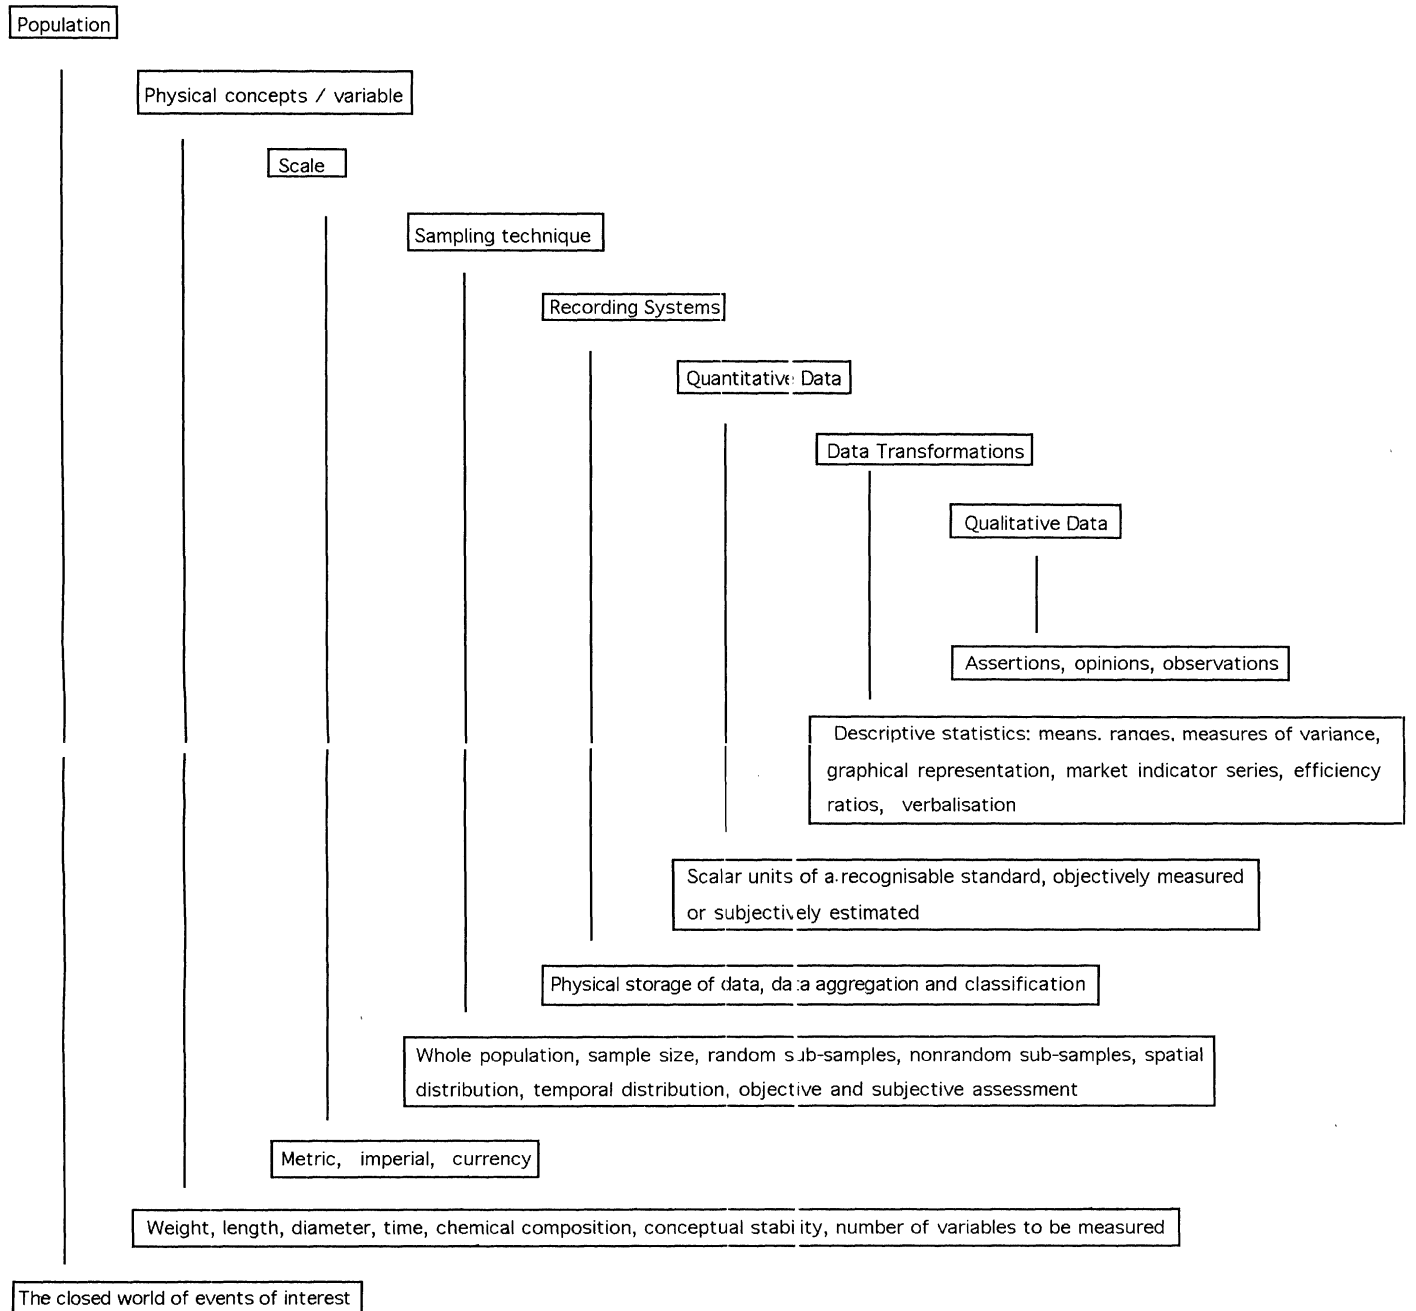 Population
Physical concepts / variable
Scale
Sampling technique
Recording Systems
Quantitative Data
Data Transformations
Qualitative Data
Assertions, opinions, observations
Descriptive statistics: means, ranges, measures of variance,
graphical representation, market indicator series, efficiency
ratios, verbalisation
Scalar units of a recognisable standard, objectively measured
or subjectively estimated
Physical storage of data, data aggregation and classification
Whole population, sample size, random sub-samples, nonrandom sub-samples, spatial
distribution, temporal distribution, objective and subjective assessment
Metric, imperial, currency
Weight, length, diameter, time, chemical composition, conceptual stability, number of variables to be measured
The closed world of events of interest